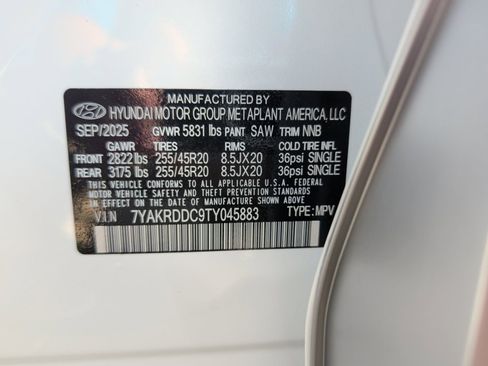 MANUFACTURED BY
HYUNDAI MOTOR GROUP METAPLANT AMERICA, LLC
SEP/2025 GVWR 5831 lbs PAINT SAW TRIM NNB
GAWR TIRES RIMS COLD TIRE INFL
FRONT 2822 lbs 255/45R20 8.5JX20 36psi SINGLE
REAR 3175 lbs 255/45R20 8.5JX20 36psi SINGLE
THIS VEHICLE CONFORMS TO ALL APPLICABLE U.S.A. FEDERAL
MOTOR VEHICLE SAFETY AND THEFT PREVENTION STANDARDS
IN EFFECT ON THE DATE OF MANUFACTURE SHOWN ABOVE.
VIN 7YAKRDDC9TY045883 TYPE: MPV